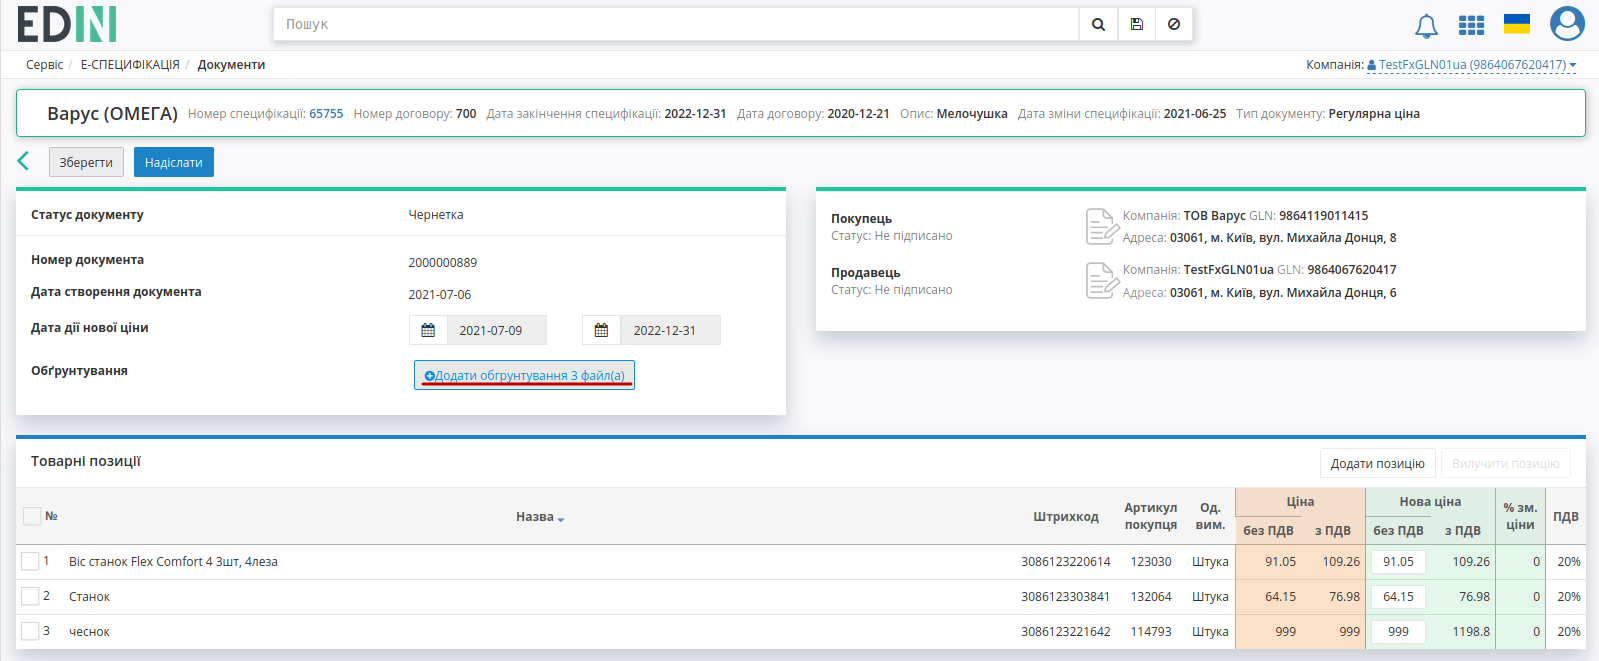 EDIN
Пошук
Сервіс / Е-СПЕЦИФІКАЦІЯ / Документи
Компанія: TestFxGLN01ua (9864067620417)
Варус (ОМЕГА) Номер специфікації: 65755 Номер договору: 700 Дата закінчення специфікації: 2022-12-31 Дата договору: 2020-12-21 Опис: Мелочушка Дата зміни специфікації: 2021-06-25 Тип документу: Регулярна ціна
Зберегти Надіслати
Статус документу Чернетка
Номер документа 2000000889
Дата створення документа 2021-07-06
Дата дії нової ціни 2021-07-09 2022-12-31
Обґрунтування Додати обгрунтування 3 файл(а)
Покупець
Статус: Не підписано
Компанія: ТОВ Варус GLN: 9864119011415
Адреса: 03061, м. Київ, вул. Михайла Донця, 8
Продавець
Статус: Не підписано
Компанія: TestFxGLN01ua GLN: 9864067620417
Адреса: 03061, м. Київ, вул. Михайла Донця, 6
Товарні позиції
Додати позицію Вилучити позицію
№ Назва Штрихкод Артикул покупця Од. вим. Ціна Нова ціна % зм. ціни ПДВ
без ПДВ з ПДВ без ПДВ з ПДВ
1 Віс станок Flex Comfort 4 3шт, 4леза 3086123220614 123030 Штука 91.05 109.26 91.05 109.26 0 20%
2 Станок 3086123303841 132064 Штука 64.15 76.98 64.15 76.98 0 20%
3 чеснок 3086123221642 114793 Штука 999 999 999 1198.8 0 20%